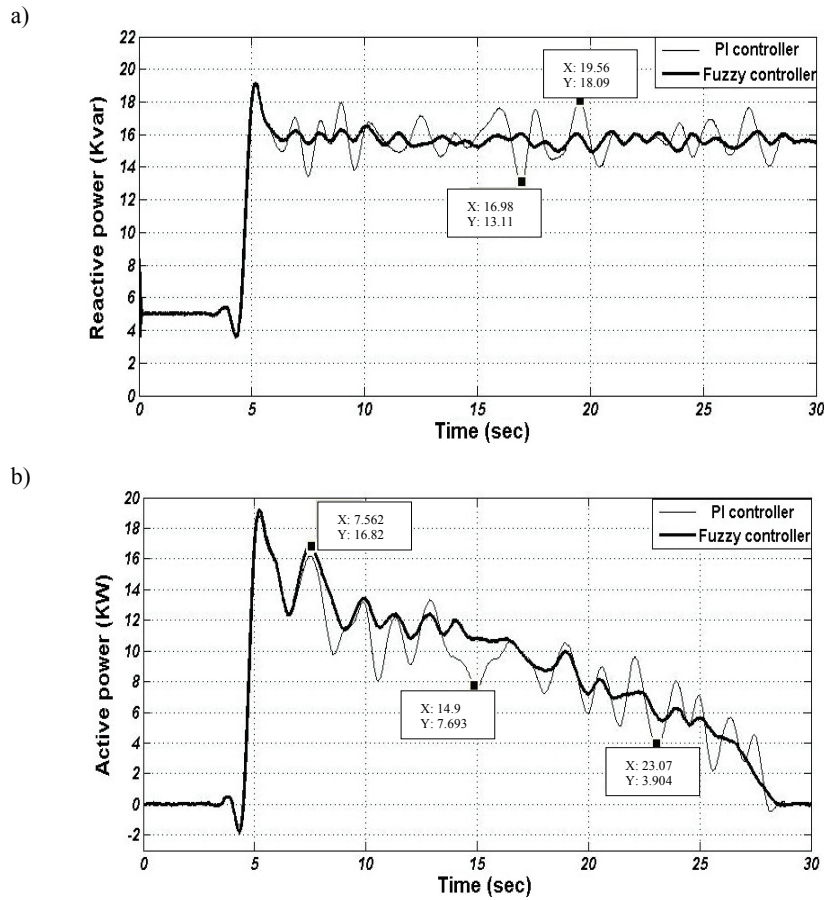 a)
22
20
18
16
14
12
10
8
6
4
2
0
Reactive power (Kvar)
PI controller
Fuzzy controller
X: 19.56
Y: 18.09
X: 16.98
Y: 13.11
0 5 10 15 20 25 30
Time (sec)
b)
20
18
16
14
12
10
8
6
4
2
0
-2
Active power (KW)
PI controller
Fuzzy controller
X: 7.562
Y: 16.82
X: 14.9
Y: 7.693
X: 23.07
Y: 3.904
0 5 10 15 20 25 30
Time (sec)